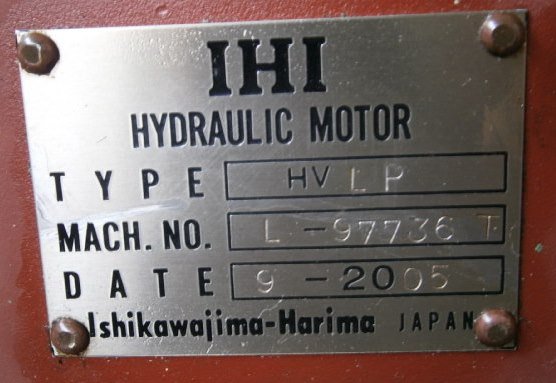 IHI
HYDRAULIC MOTOR
TYPE HV LP
MACH. NO. L-97736 T
DATE 9-2005
Ishikawajima-Harima JAPAN